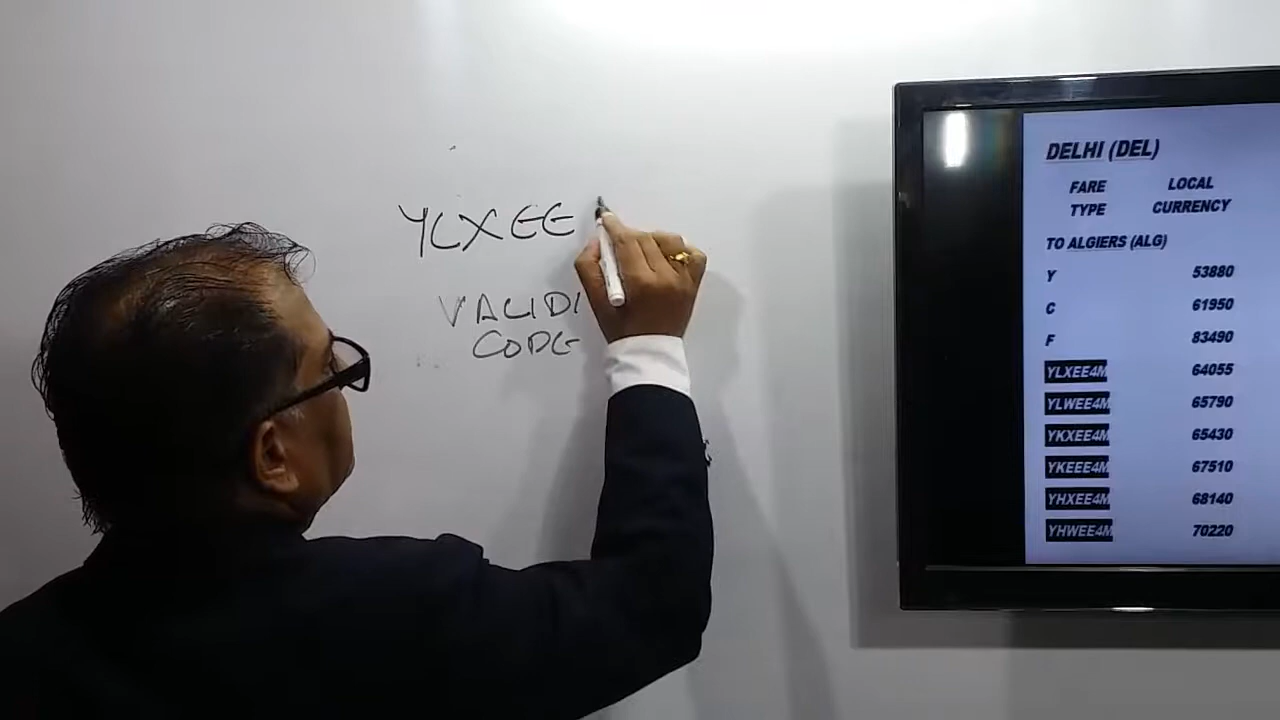 YLXEE
VALIDI
CODE
DELHI (DEL)
FARE LOCAL
TYPE CURRENCY
TO ALGIERS (ALG)
Y 53880
C 61950
F 83490
YLXEE4M 64055
YLWEE4M 65790
YKXEE4M 65430
YKEEE4M 67510
YHXEE4M 68140
YHWEE4M 70220